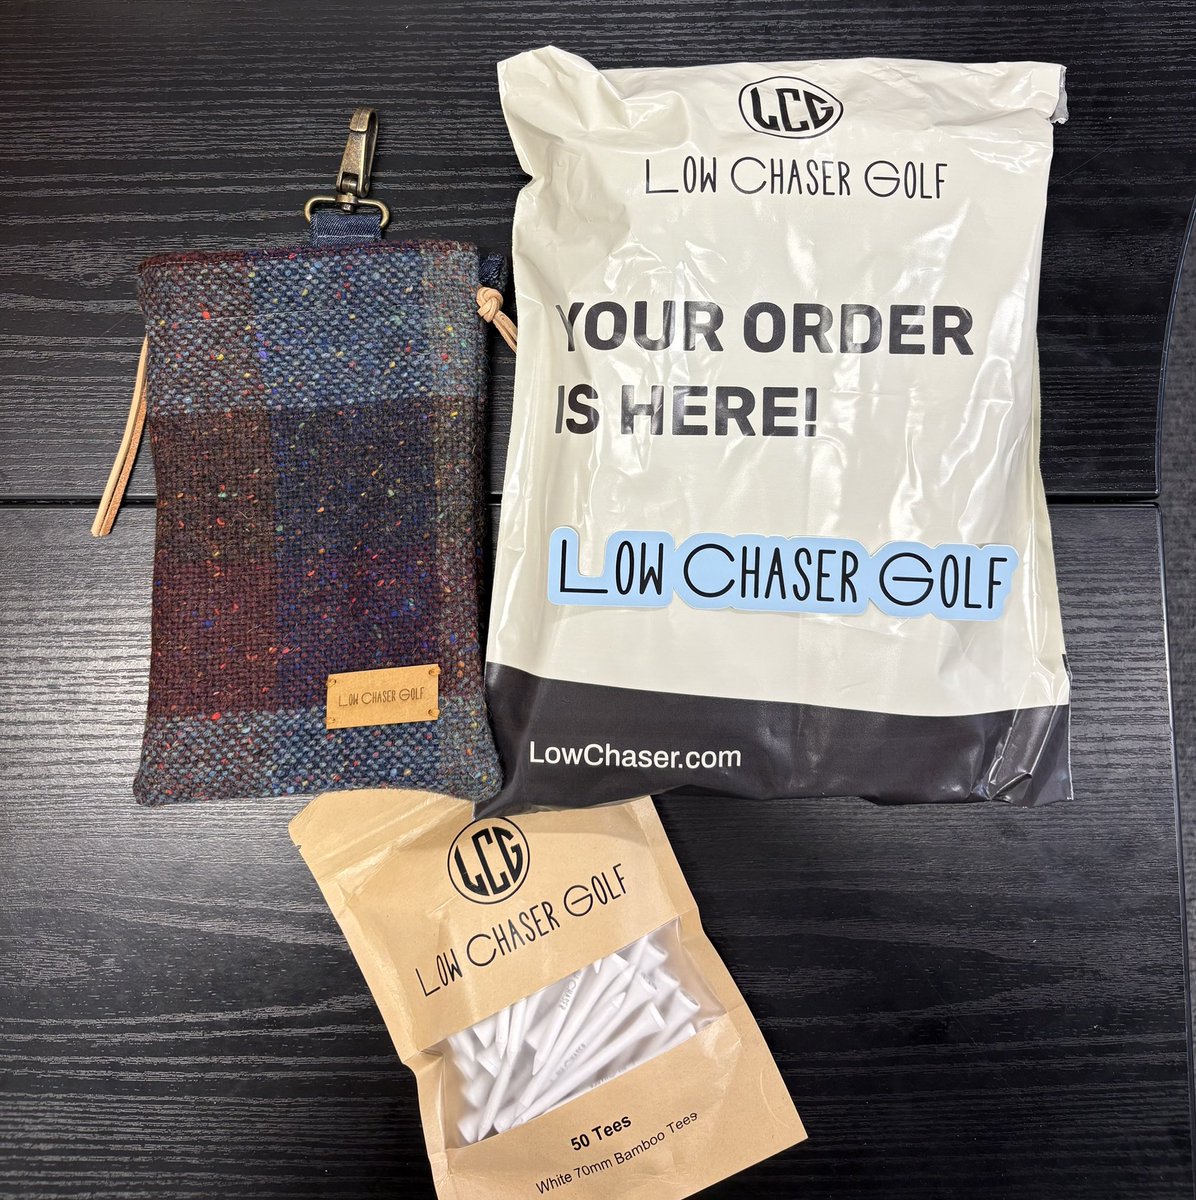 LCG
LOW CHASER GOLF
YOUR ORDER
IS HERE!
LOW CHASER GOLF
LowChaser.com
LOW CHASER GOLF
LCG
LOW CHASER GOLF
50 Tees
White 70mm Bamboo Tees